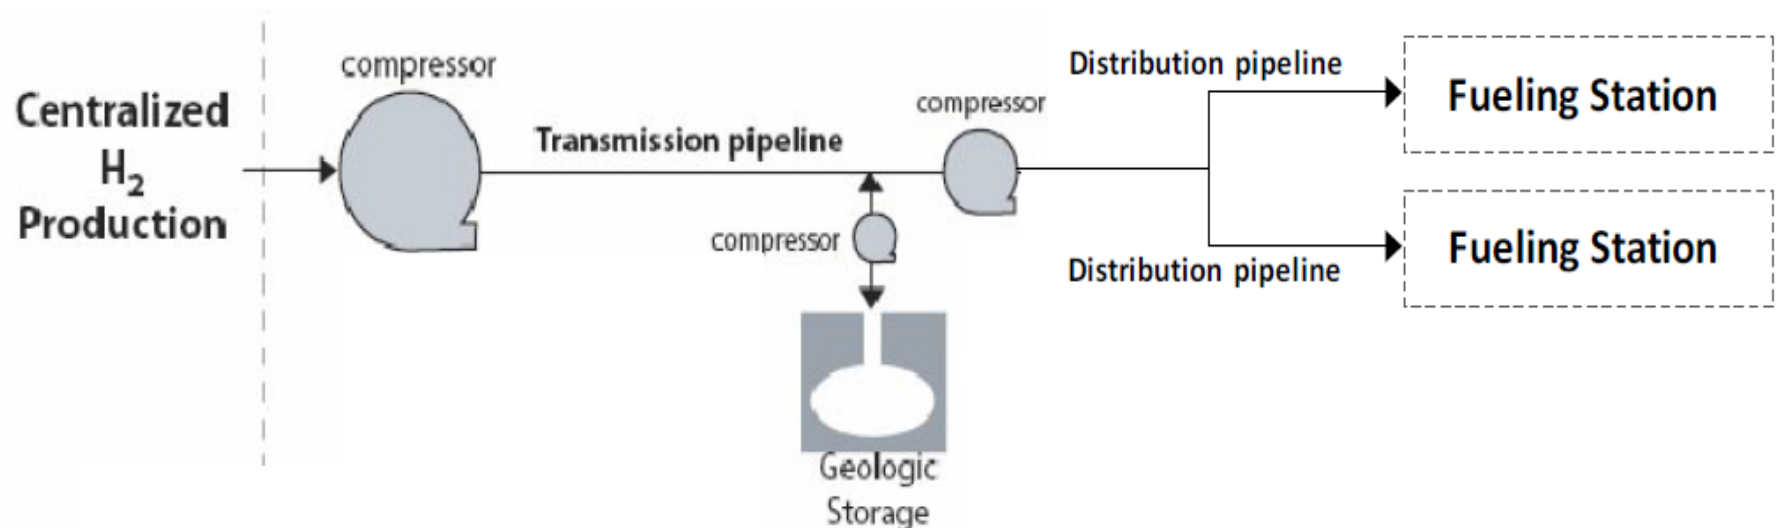 Centralized
H₂
Production
compressor
Transmission pipeline
compressor
Geologic
Storage
compressor
Distribution pipeline
Fueling Station
Distribution pipeline
Fueling Station